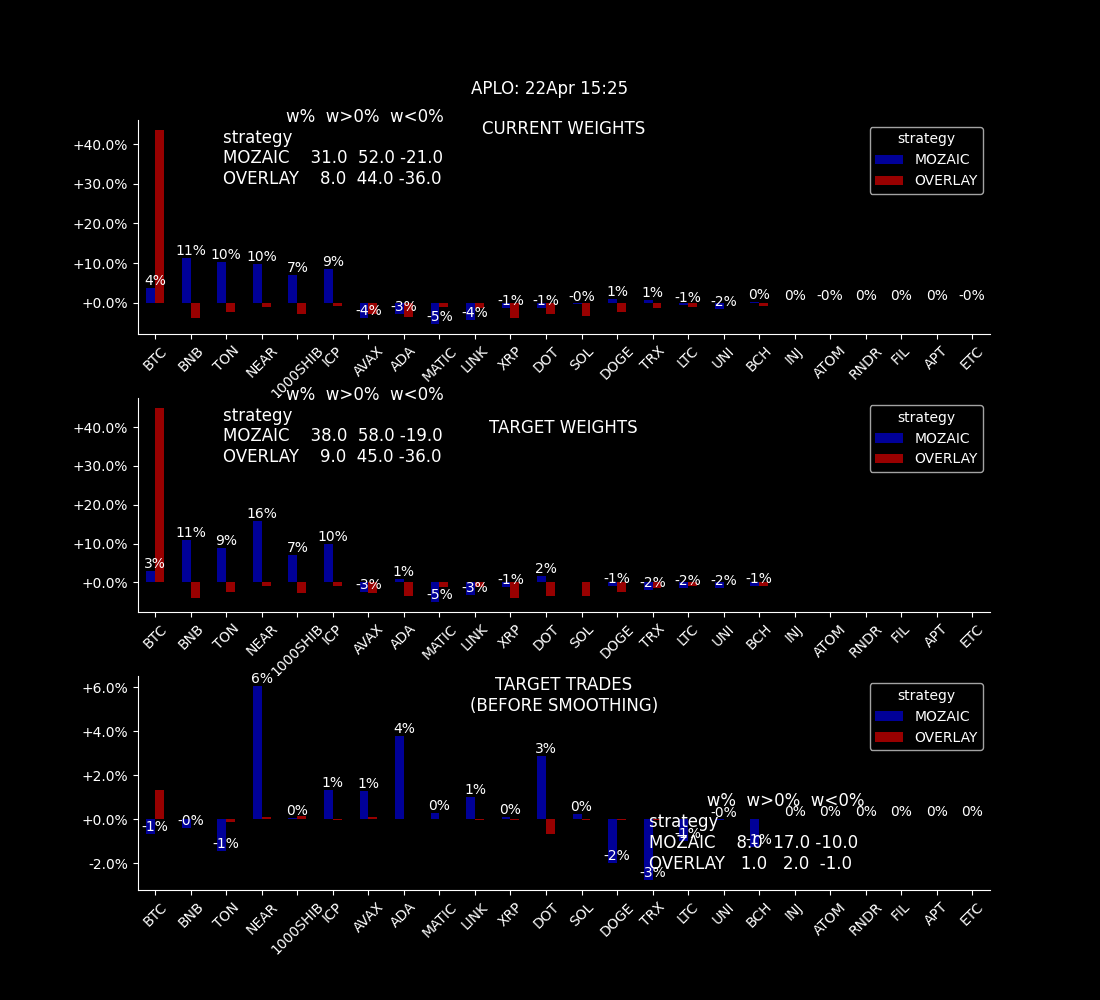 APLO: 22Apr 15:25
CURRENT WEIGHTS
w% w>0% w<0%
strategy
MOZAIC 31.0 52.0 -21.0
OVERLAY 8.0 44.0 -36.0
strategy
MOZAIC
OVERLAY
+40.0%
+30.0%
+20.0%
+10.0%
+0.0%
4% 11% 10% 10% 7% 9% -4% -3% -5% -4% -1% -1% -0% 1% 1% -1% -2% 0% 0% -0% 0% 0% 0% -0%
BTC BNB TON NEAR 1000SHIB ICP AVAX ADA MATIC LINK XRP DOT SOL DOGE TRX LTC UNI BCH INJ ATOM RNDR FIL APT ETC
TARGET WEIGHTS
w% w>0% w<0%
strategy
MOZAIC 38.0 58.0 -19.0
OVERLAY 9.0 45.0 -36.0
strategy
MOZAIC
OVERLAY
+40.0%
+30.0%
+20.0%
+10.0%
+0.0%
3% 11% 9% 16% 7% 10% -3% 1% -5% -3% -1% 2% -1% -2% -2% -2% -1%
BTC BNB TON NEAR 1000SHIB ICP AVAX ADA MATIC LINK XRP DOT SOL DOGE TRX LTC UNI BCH INJ ATOM RNDR FIL APT ETC
TARGET TRADES
(BEFORE SMOOTHING)
strategy
MOZAIC
OVERLAY
+6.0%
+4.0%
+2.0%
+0.0%
-2.0%
-1% -0% -1% 6% 0% 1% 1% 4% 0% 1% 0% 3% 0% -2% -3% -1% -0% -1% 0% 0% 0% 0% 0% 0%
w% w>0% w<0%
strategy
MOZAIC 8.0 17.0 -10.0
OVERLAY 1.0 2.0 -1.0
BTC BNB TON NEAR 1000SHIB ICP AVAX ADA MATIC LINK XRP DOT SOL DOGE TRX LTC UNI BCH INJ ATOM RNDR FIL APT ETC